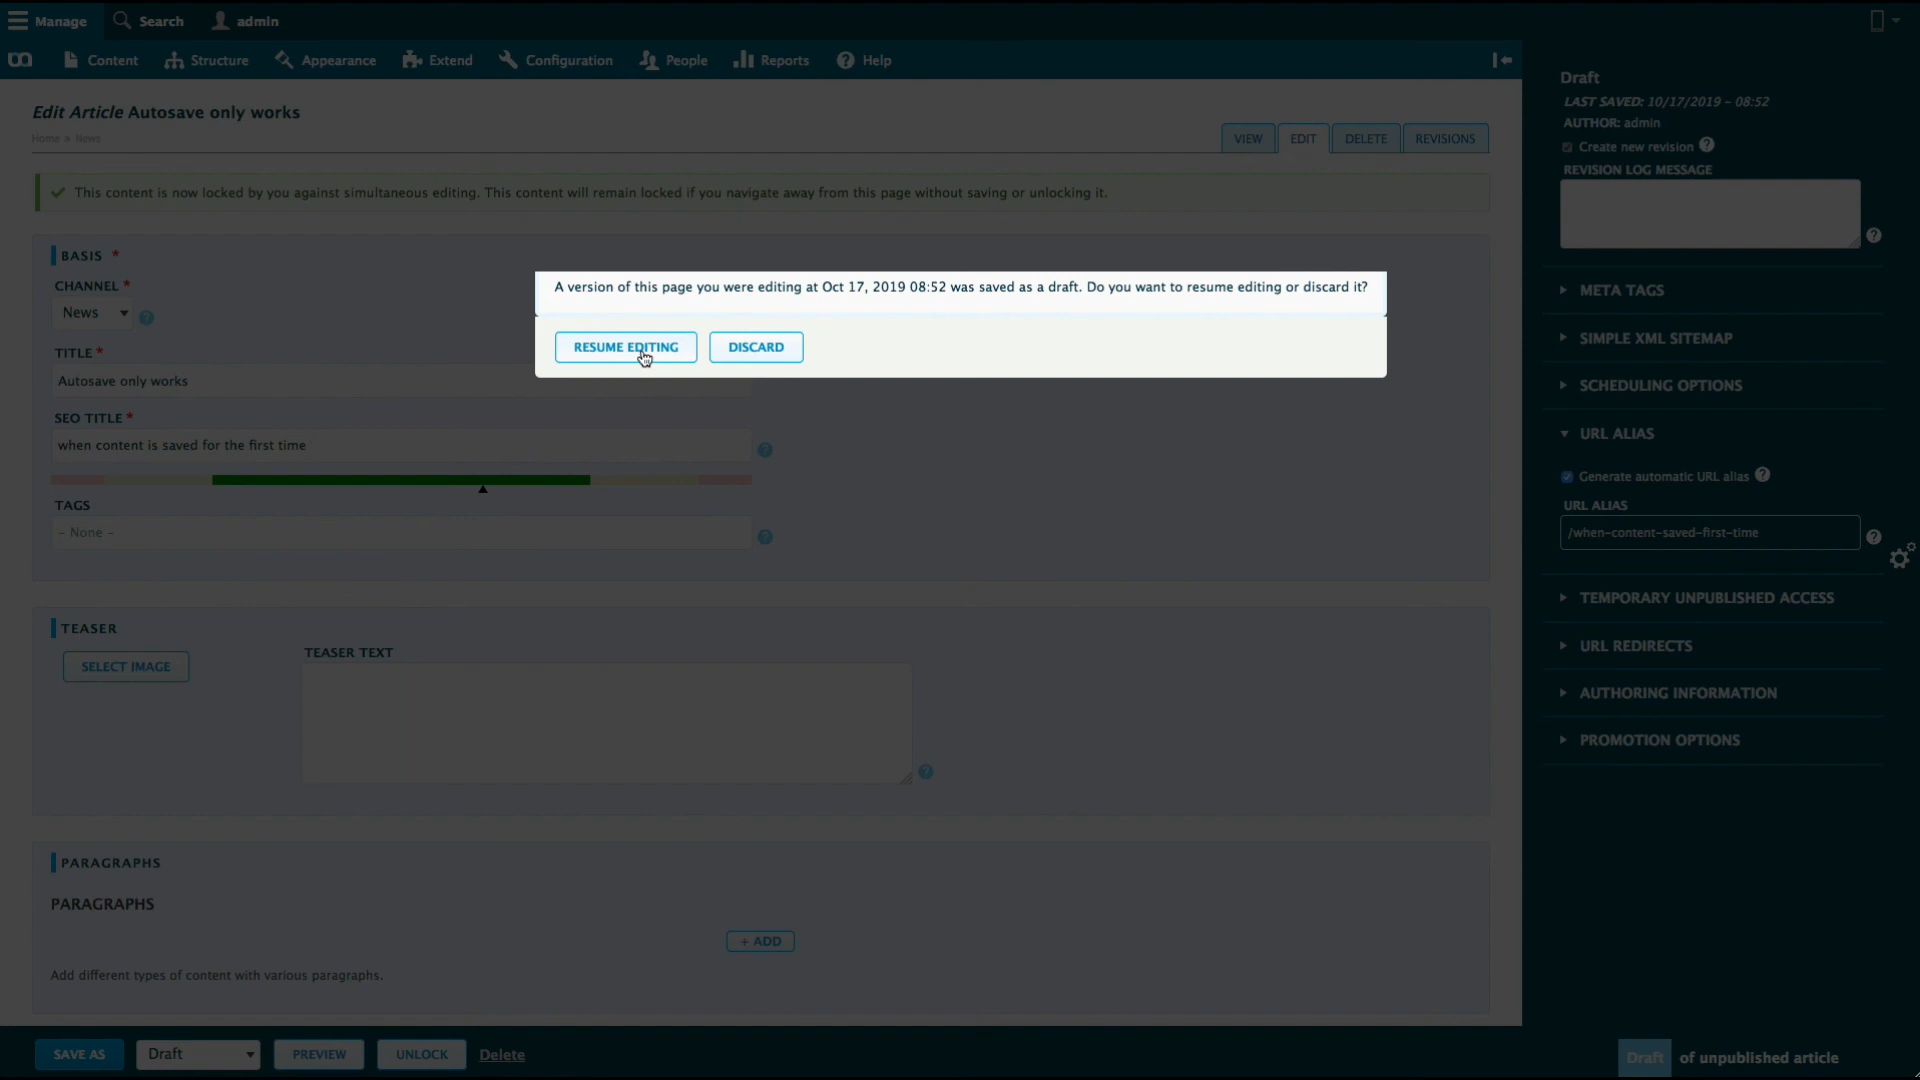 Manage Search admin
Content Structure Appearance Extend Configuration People Reports Help
Edit Article Autosave only works
Home » News
VIEW EDIT DELETE REVISIONS
This content is now locked by you against simultaneous editing. This content will remain locked if you navigate away from this page without saving or unlocking it.
BASIS *
CHANNEL *
News
TITLE *
Autosave only works
SEO TITLE *
when content is saved for the first time
TAGS
- None -
A version of this page you were editing at Oct 17, 2019 08:52 was saved as a draft. Do you want to resume editing or discard it?
RESUME EDITING DISCARD
TEASER
SELECT IMAGE
TEASER TEXT
PARAGRAPHS
PARAGRAPHS
+ ADD
Add different types of content with various paragraphs.
SAVE AS Draft PREVIEW UNLOCK Delete
Draft
LAST SAVED: 10/17/2019 - 08:52
AUTHOR: admin
Create new revision
REVISION LOG MESSAGE
META TAGS
SIMPLE XML SITEMAP
SCHEDULING OPTIONS
URL ALIAS
Generate automatic URL alias
URL ALIAS
/when-content-saved-first-time
TEMPORARY UNPUBLISHED ACCESS
URL REDIRECTS
AUTHORING INFORMATION
PROMOTION OPTIONS
Draft of unpublished article